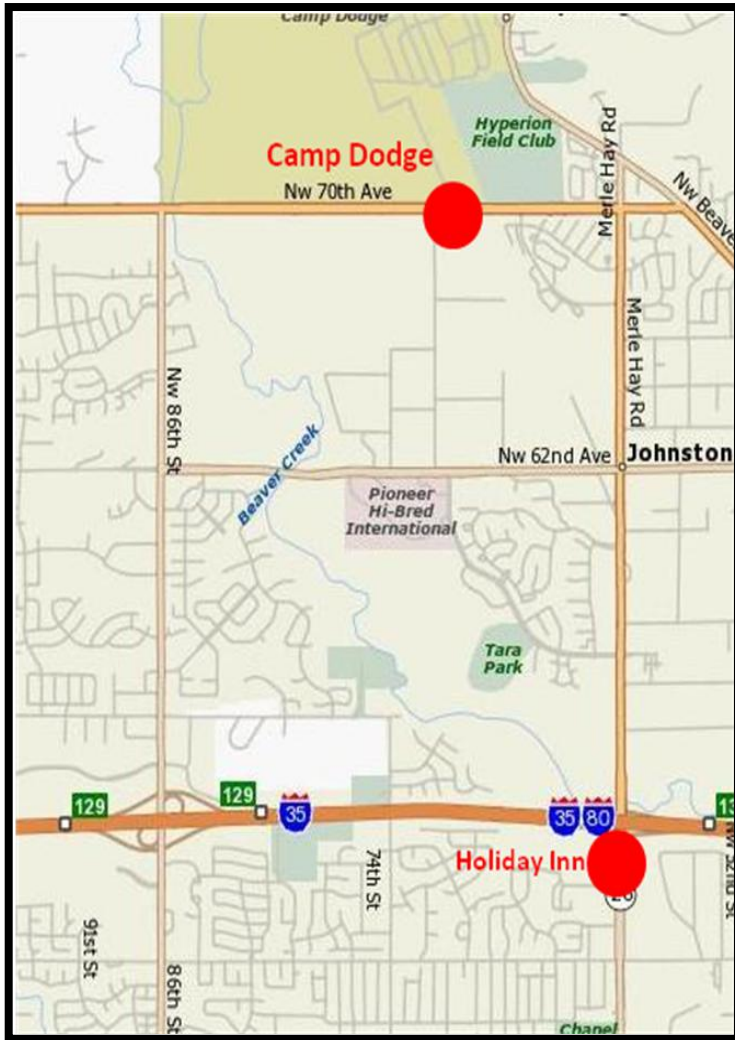 Camp Dodge
Hyperion
Field Club
Camp Dodge
Merle Hay Rd
Nw 70th Ave
Nw Beaver
Merle Hay Rd
Nw 86th St
Beaver Creek
Nw 62nd Ave
Johnston
Pioneer
Hi-Bred
International
Tara
Park
129
129
35
35
80
Holiday Inn
74th St
91st St
86th St
Chapel